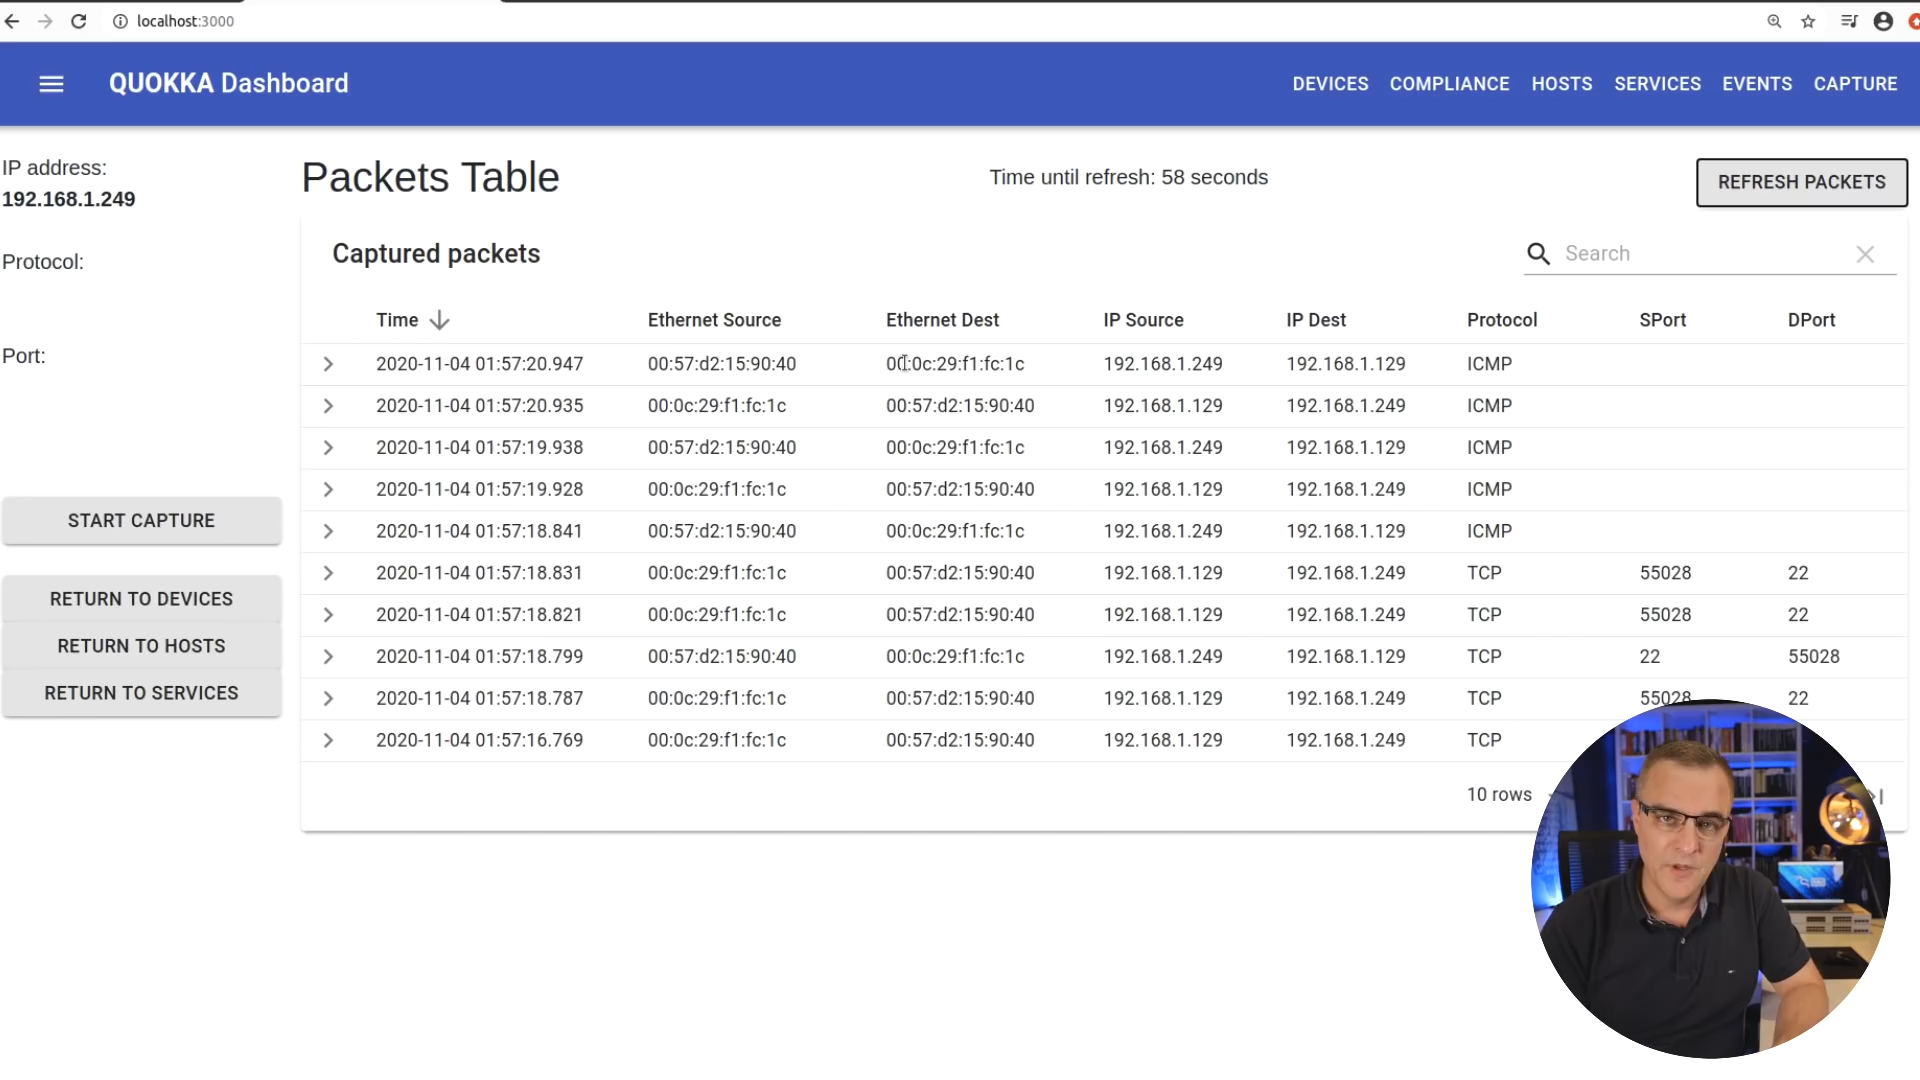 localhost:3000
QUOKKA Dashboard DEVICES COMPLIANCE HOSTS SERVICES EVENTS CAPTURE
IP address:
192.168.1.249
Protocol:
Port:
START CAPTURE
RETURN TO DEVICES
RETURN TO HOSTS
RETURN TO SERVICES
Packets Table Time until refresh: 58 seconds REFRESH PACKETS
Captured packets Search
Time Ethernet Source Ethernet Dest IP Source IP Dest Protocol SPort DPort
2020-11-04 01:57:20.947 00:57:d2:15:90:40 00:0c:29:f1:fc:1c 192.168.1.249 192.168.1.129 ICMP
2020-11-04 01:57:20.935 00:0c:29:f1:fc:1c 00:57:d2:15:90:40 192.168.1.129 192.168.1.249 ICMP
2020-11-04 01:57:19.938 00:57:d2:15:90:40 00:0c:29:f1:fc:1c 192.168.1.249 192.168.1.129 ICMP
2020-11-04 01:57:19.928 00:0c:29:f1:fc:1c 00:57:d2:15:90:40 192.168.1.129 192.168.1.249 ICMP
2020-11-04 01:57:18.841 00:57:d2:15:90:40 00:0c:29:f1:fc:1c 192.168.1.249 192.168.1.129 ICMP
2020-11-04 01:57:18.831 00:0c:29:f1:fc:1c 00:57:d2:15:90:40 192.168.1.129 192.168.1.249 TCP 55028 22
2020-11-04 01:57:18.821 00:0c:29:f1:fc:1c 00:57:d2:15:90:40 192.168.1.129 192.168.1.249 TCP 55028 22
2020-11-04 01:57:18.799 00:57:d2:15:90:40 00:0c:29:f1:fc:1c 192.168.1.249 192.168.1.129 TCP 22 55028
2020-11-04 01:57:18.787 00:0c:29:f1:fc:1c 00:57:d2:15:90:40 192.168.1.129 192.168.1.249 TCP 55028 22
2020-11-04 01:57:16.769 00:0c:29:f1:fc:1c 00:57:d2:15:90:40 192.168.1.129 192.168.1.249 TCP
10 rows